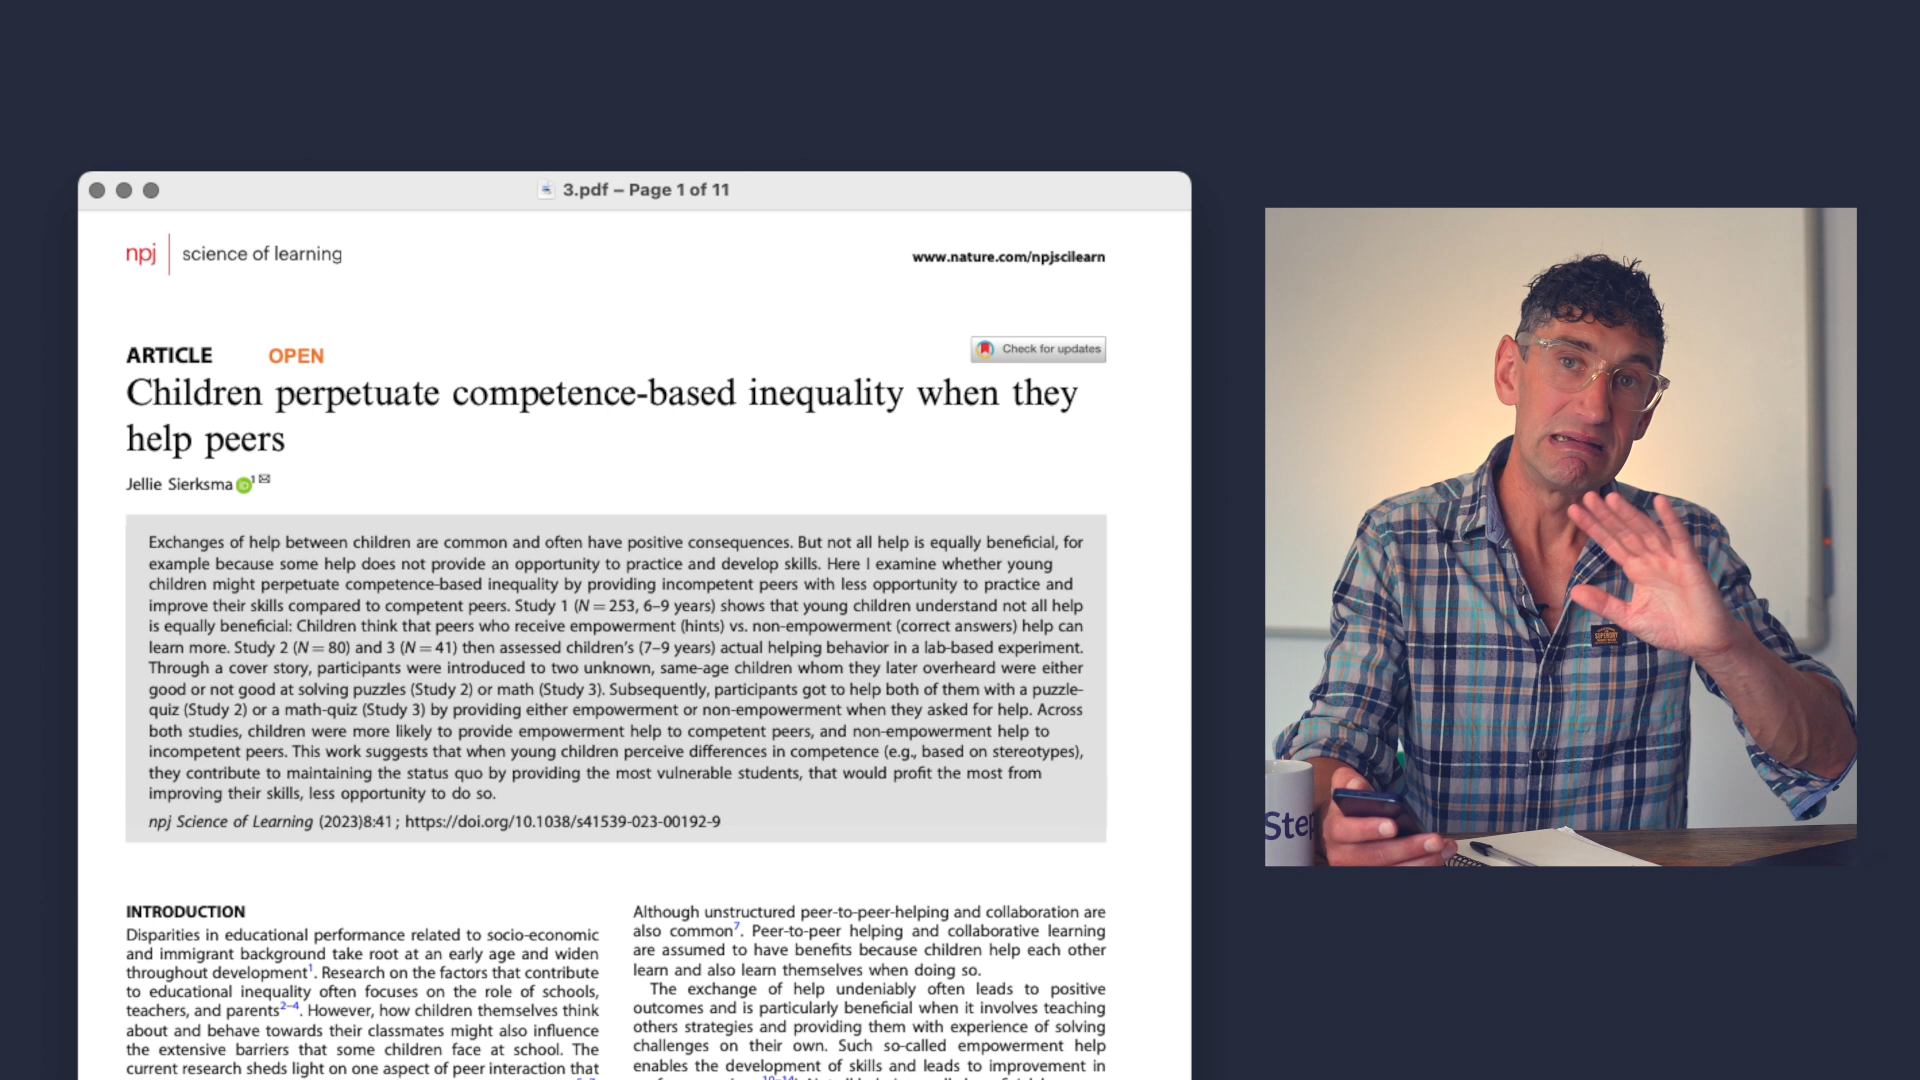 3.pdf – Page 1 of 11
npj | science of learning
www.nature.com/npjscilearn
ARTICLE OPEN
Check for updates
Children perpetuate competence-based inequality when they
help peers
Jellie Sierksma iD 1✉
Exchanges of help between children are common and often have positive consequences. But not all help is equally beneficial, for
example because some help does not provide an opportunity to practice and develop skills. Here I examine whether young
children might perpetuate competence-based inequality by providing incompetent peers with less opportunity to practice and
improve their skills compared to competent peers. Study 1 (N = 253, 6–9 years) shows that young children understand not all help
is equally beneficial: Children think that peers who receive empowerment (hints) vs. non-empowerment (correct answers) help can
learn more. Study 2 (N = 80) and 3 (N = 41) then assessed children's (7–9 years) actual helping behavior in a lab-based experiment.
Through a cover story, participants were introduced to two unknown, same-age children whom they later overheard were either
good or not good at solving puzzles (Study 2) or math (Study 3). Subsequently, participants got to help both of them with a puzzle-
quiz (Study 2) or a math-quiz (Study 3) by providing either empowerment or non-empowerment when they asked for help. Across
both studies, children were more likely to provide empowerment help to competent peers, and non-empowerment help to
incompetent peers. This work suggests that when young children perceive differences in competence (e.g., based on stereotypes),
they contribute to maintaining the status quo by providing the most vulnerable students, that would profit the most from
improving their skills, less opportunity to do so.
npj Science of Learning (2023)8:41 ; https://doi.org/10.1038/s41539-023-00192-9
INTRODUCTION
Disparities in educational performance related to socio-economic
and immigrant background take root at an early age and widen
throughout development1. Research on the factors that contribute
to educational inequality often focuses on the role of schools,
teachers, and parents2–4. However, how children themselves think
about and behave towards their classmates might also influence
the extensive barriers that some children face at school. The
current research sheds light on one aspect of peer interaction that
Although unstructured peer-to-peer-helping and collaboration are
also common7. Peer-to-peer helping and collaborative learning
are assumed to have benefits because children help each other
learn and also learn themselves when doing so.
The exchange of help undeniably often leads to positive
outcomes and is particularly beneficial when it involves teaching
others strategies and providing them with experience of solving
challenges on their own. Such so-called empowerment help
enables the development of skills and leads to improvement in
SUPERDRY
Step